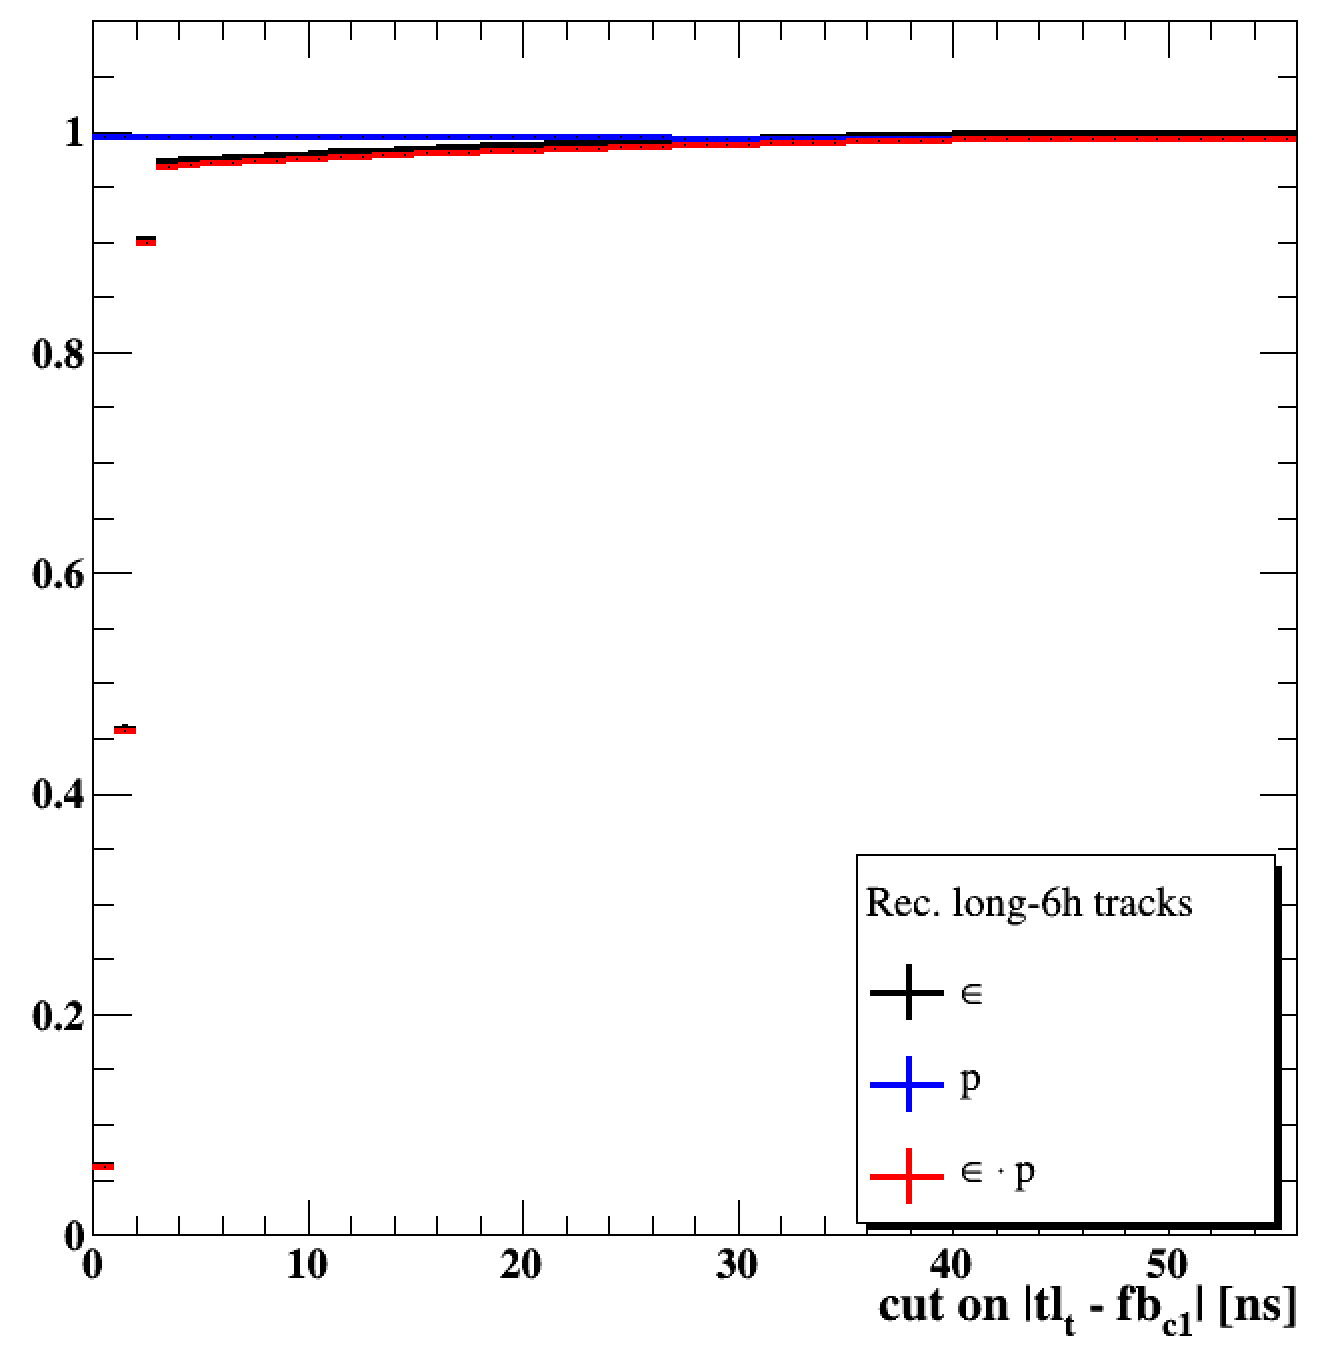 1
0.8
0.6
0.4
0.2
0
0 10 20 30 40 50
cut on |tl_t - fb_c1| [ns]
Rec. long-6h tracks
∈
p
∈ · p